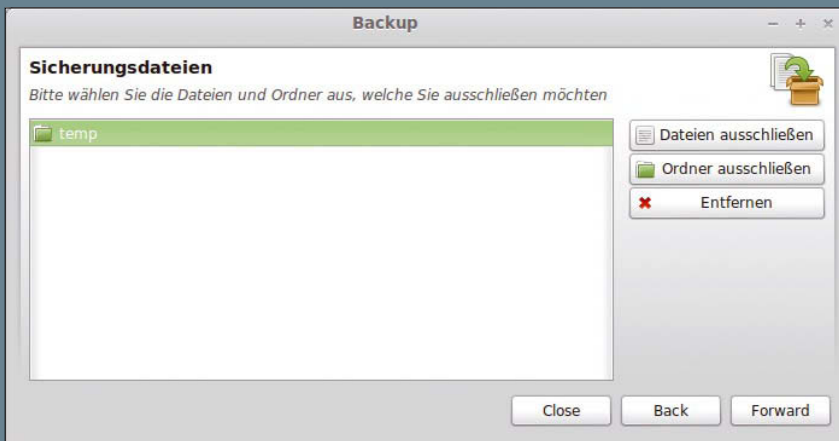 Backup
Sicherungsdateien
Bitte wählen Sie die Dateien und Ordner aus, welche Sie ausschließen möchten
temp
Dateien ausschließen
Ordner ausschließen
Entfernen
Close Back Forward